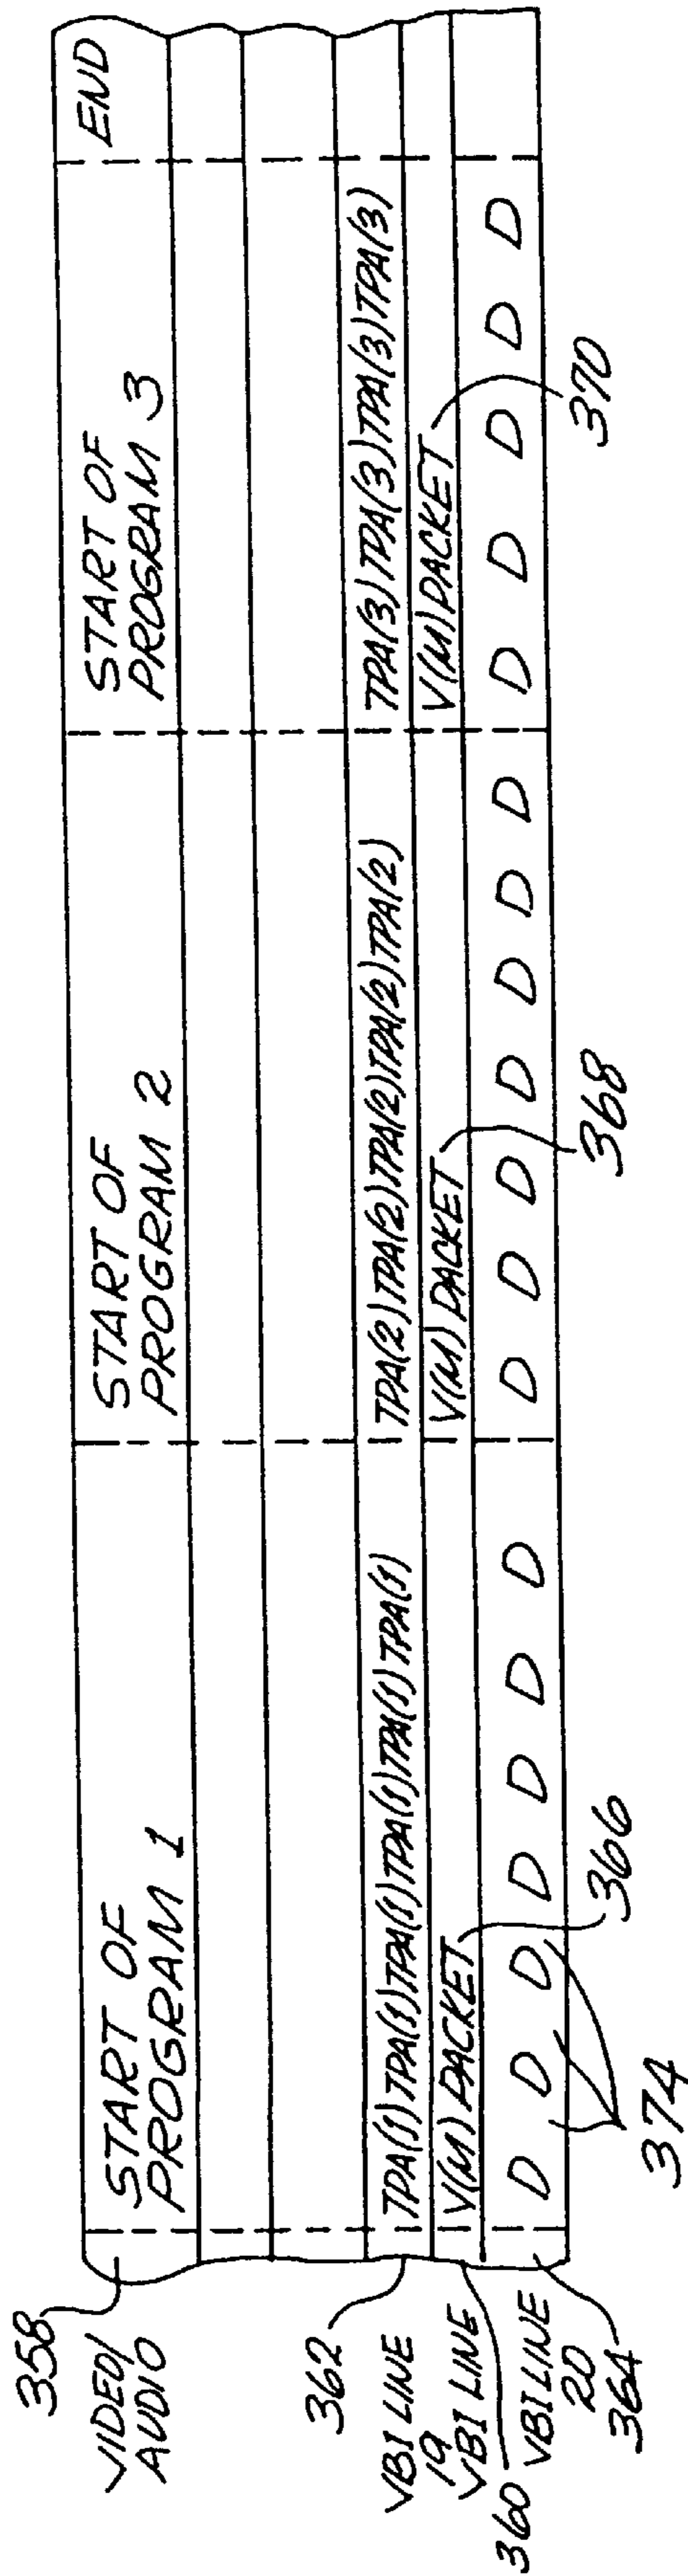 358
VIDEO/
AUDIO
START OF
PROGRAM 1
START OF
PROGRAM 2
START OF
PROGRAM 3
END
362
VBI LINE
19
TPA(1) TPA(1) TPA(1) TPA(1) TPA(1) TPA(1)
TPA(2) TPA(2) TPA(2) TPA(2) TPA(2)
TPA(3) TPA(3) TPA(3) TPA(3)
VBI LINE
360
V(M) PACKET
366
V(M) PACKET
368
V(M) PACKET
370
VBI LINE
20
364
D D D D D D D
D D D D D D D
D D D D D
374